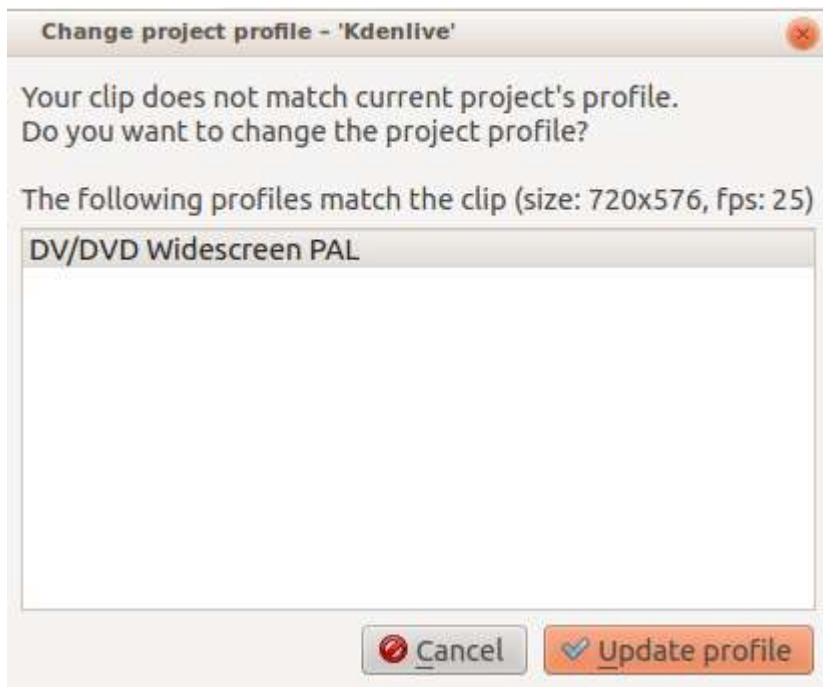 Change project profile – 'Kdenlive'
Your clip does not match current project's profile.
Do you want to change the project profile?
The following profiles match the clip (size: 720x576, fps: 25)
DV/DVD Widescreen PAL
Cancel
Update profile